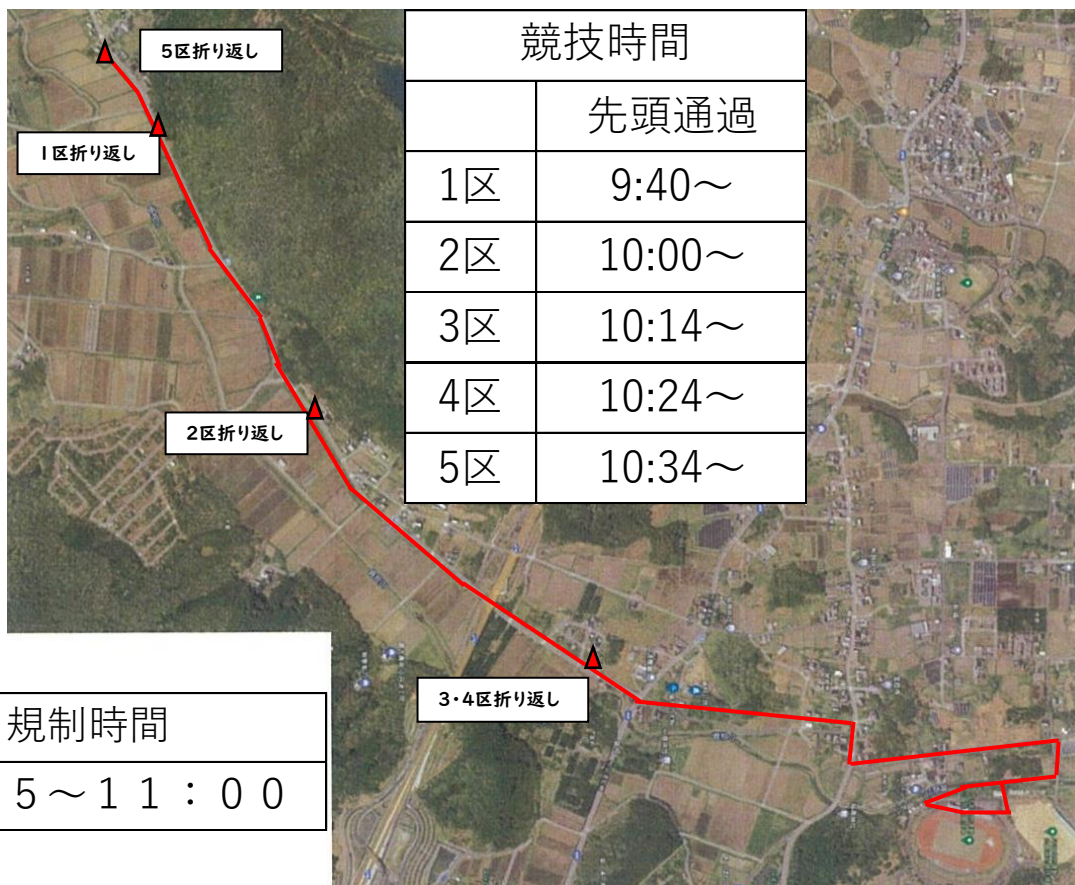 5区折り返し
1区折り返し
2区折り返し
3・4区折り返し
競技時間
先頭通過
1区 9:40～
2区 10:00～
3区 10:14～
4区 10:24～
5区 10:34～
規制時間
5～11：00